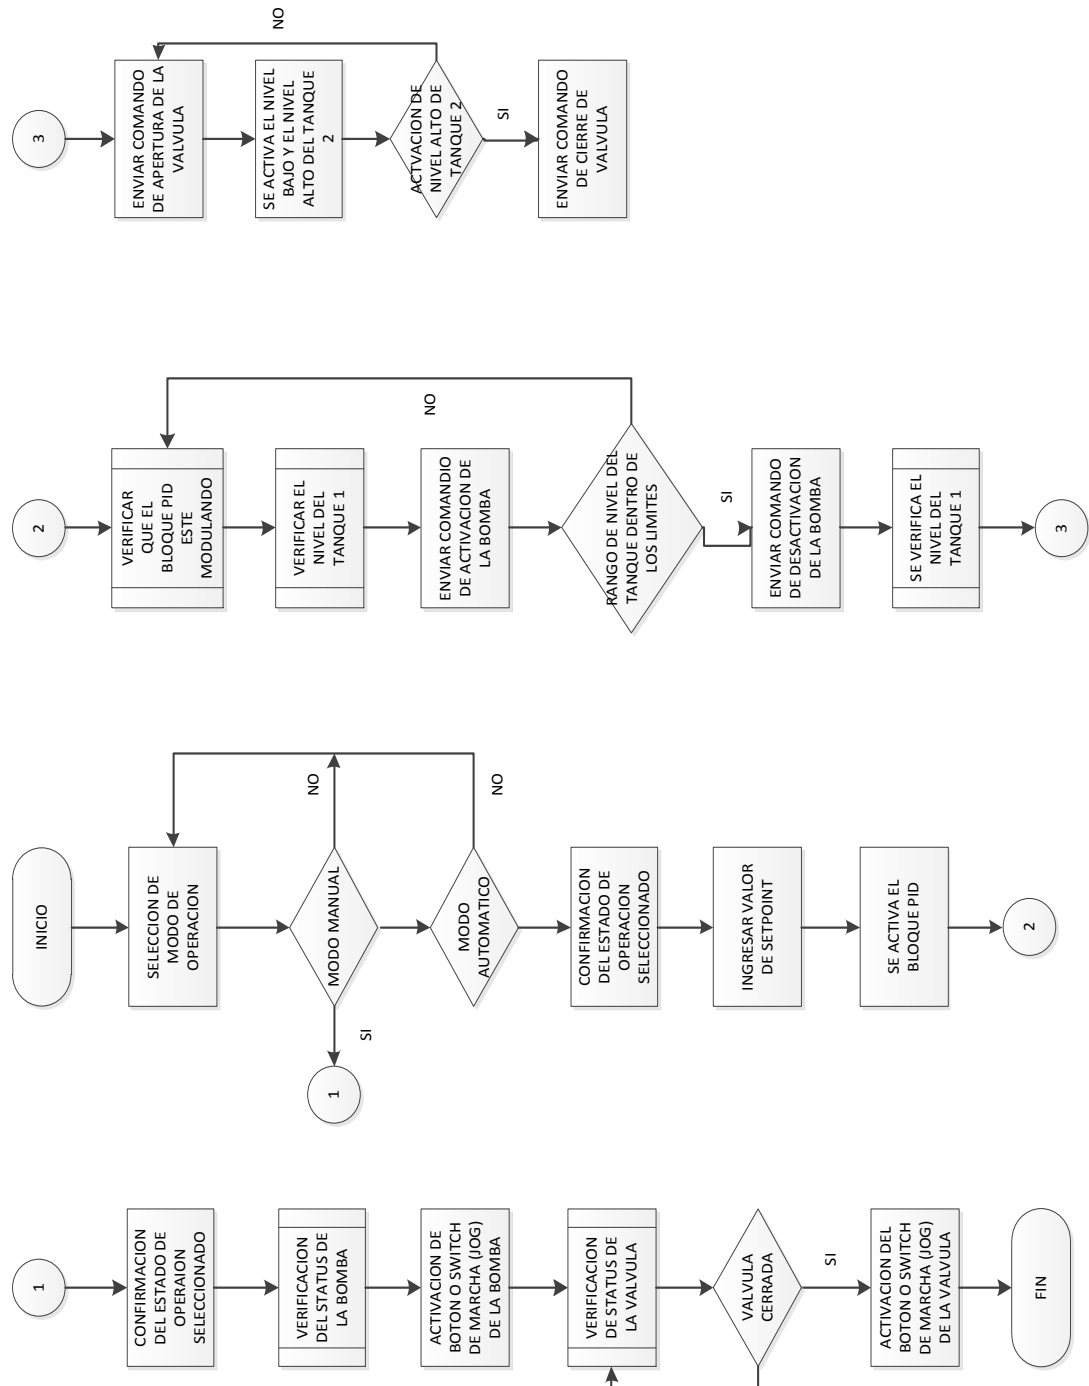 INICIO
SELECCION DE
MODO DE
OPERACION
MODO MANUAL
NO
SI
1
MODO
AUTOMATICO
NO
CONFIRMACION
DEL ESTADO DE
OPERACION
SELECCIONADO
INGRESAR VALOR
DE SETPOINT
SE ACTIVA EL
BLOQUE PID
2
1
CONFIRMACION
DEL ESTADO DE
OPERAION
SELECCIONADO
VERIFICACION
DEL STATUS DE
LA BOMBA
ACTIVACION DE
BOTON O SWITCH
DE MARCHA (JOG)
DE LA BOMBA
VERIFICACION
DE STATUS DE
LA VALVULA
VALVULA
CERRADA
SI
ACTIVACION DEL
BOTON O SWITCH
DE MARCHA (JOG)
DE LA VALVULA
FIN
2
VERIFICAR
QUE EL
BLOQUE PID
ESTE
MODULANDO
VERIFICAR EL
NIVEL DEL
TANQUE 1
ENVIAR COMANDIO
DE ACTIVACION DE
LA BOMBA
RANGO DE NIVEL DEL
TANQUE DENTRO DE
LOS LIMITES
NO
SI
ENVIAR COMANDO
DE DESACTIVACION
DE LA BOMBA
SE VERIFICA EL
NIVEL DEL
TANQUE 1
3
3
ENVIAR COMANDO
DE APERTURA DE LA
VALVULA
SE ACTIVA EL NIVEL
BAJO Y EL NIVEL
ALTO DEL TANQUE
2
ACTVACION DE
NIVEL ALTO DE
TANQUE 2
NO
SI
ENVIAR COMANDO
DE CIERRE DE
VALVULA